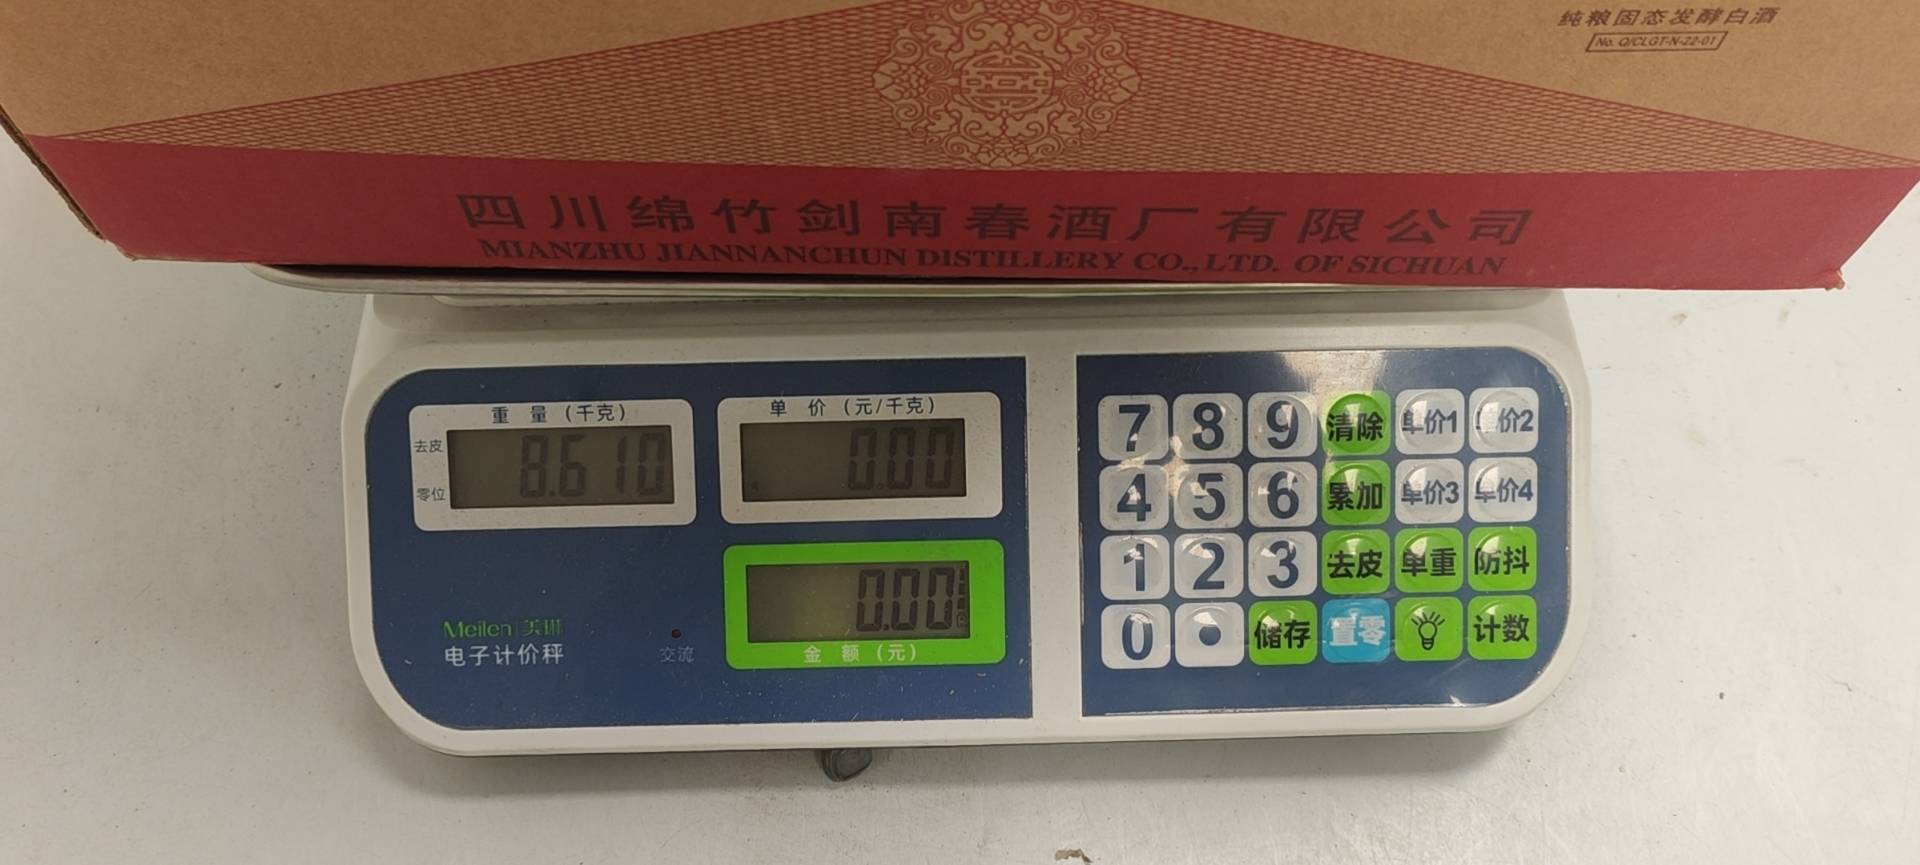 纯粮固态发酵白酒
No. Q/CLGT-N-22-01
四川绵竹剑南春酒厂有限公司
MIANZHU JIANNANCHUN DISTILLERY CO., LTD. OF SICHUAN
重量(千克)
去皮
零位
8.610
单价(元/千克)
0.00
0.00
金额(元)
Meilen 美琳
电子计价秤
交流
7 8 9 清除 单价1 单价2
4 5 6 累加 单价3 单价4
1 2 3 去皮 单重 防抖
0 • 储存 置零 计数